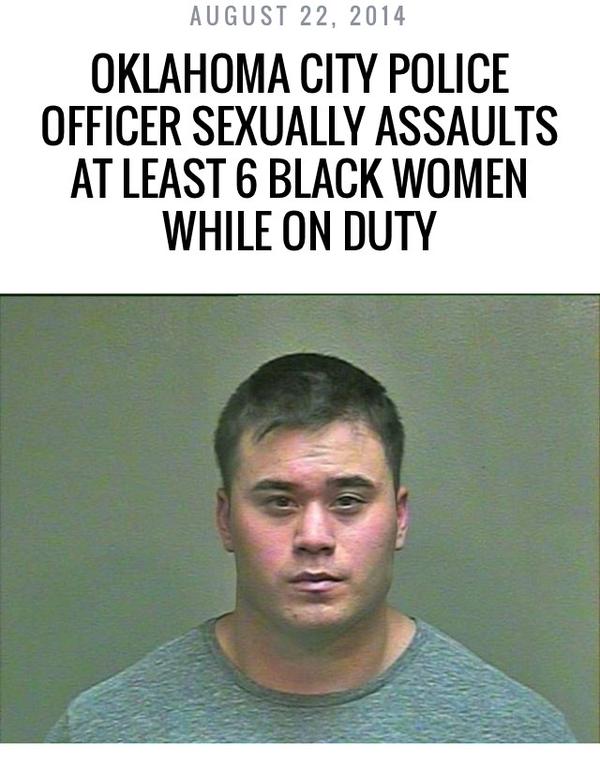 AUGUST 22, 2014
OKLAHOMA CITY POLICE
OFFICER SEXUALLY ASSAULTS
AT LEAST 6 BLACK WOMEN
WHILE ON DUTY